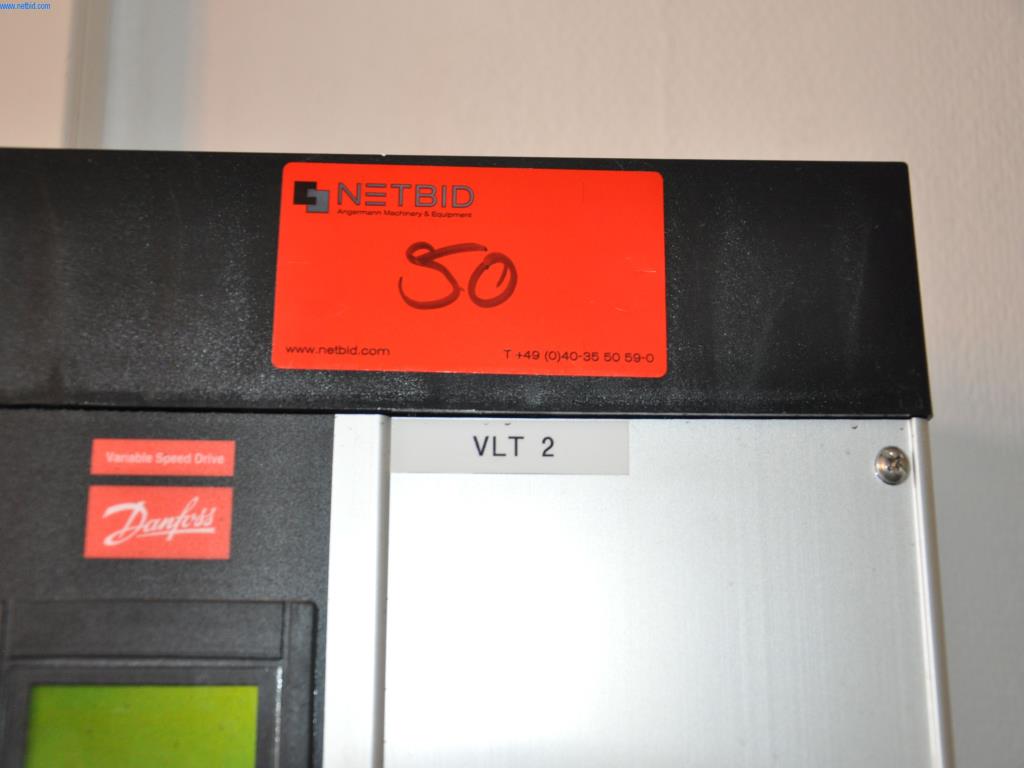 www.netbid.com
NETBID
Angermann Machinery & Equipment
50
www.netbid.com
T +49 (0)40-35 50 59-0
VLT 2
Variable Speed Drive
Danfoss